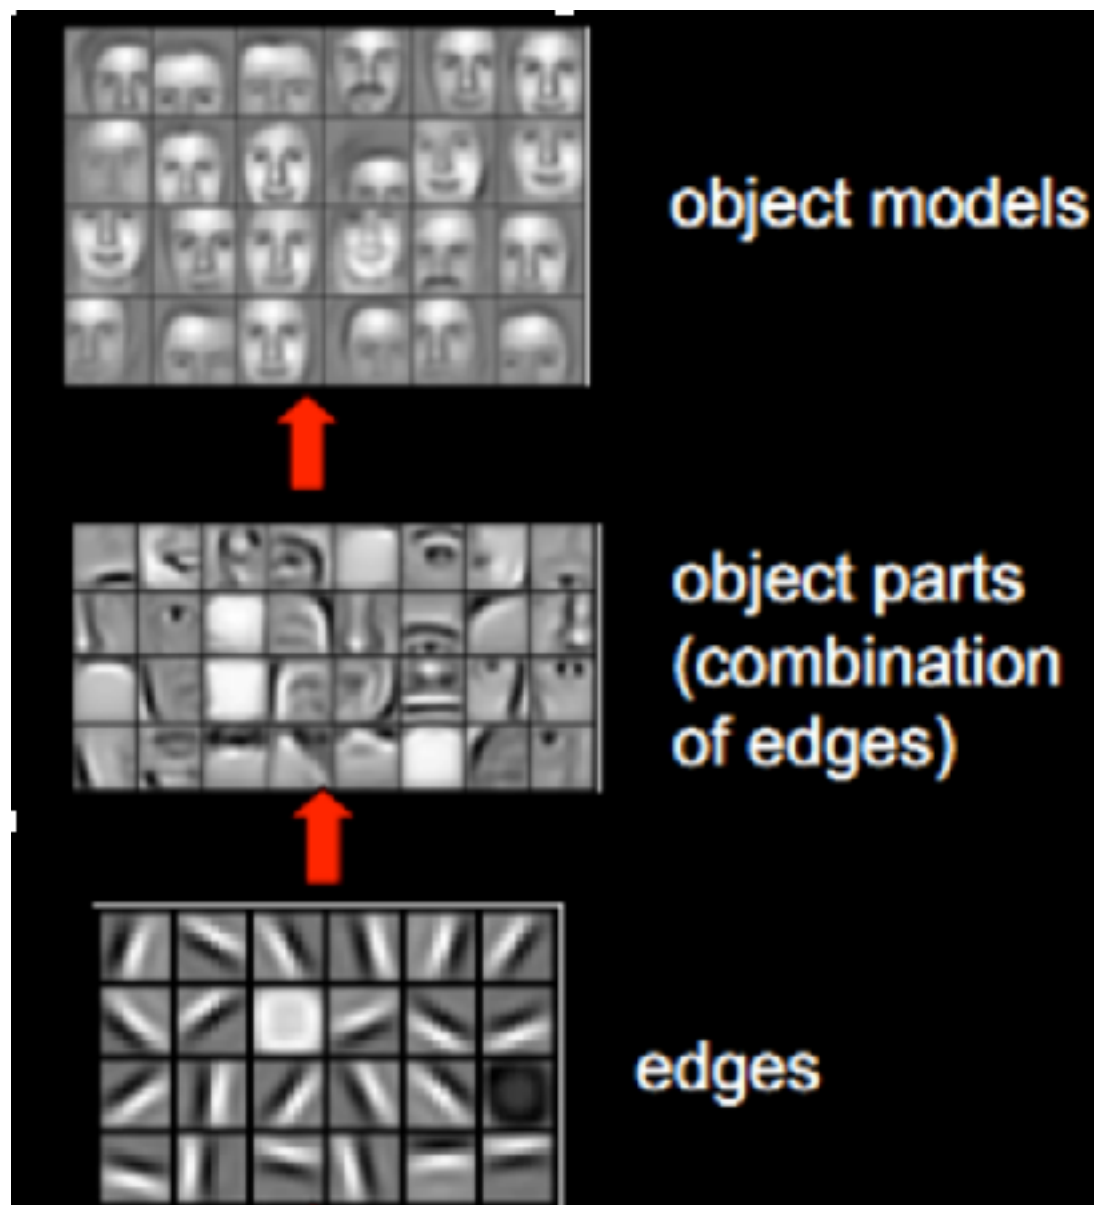 object models
object parts
(combination
of edges)
edges